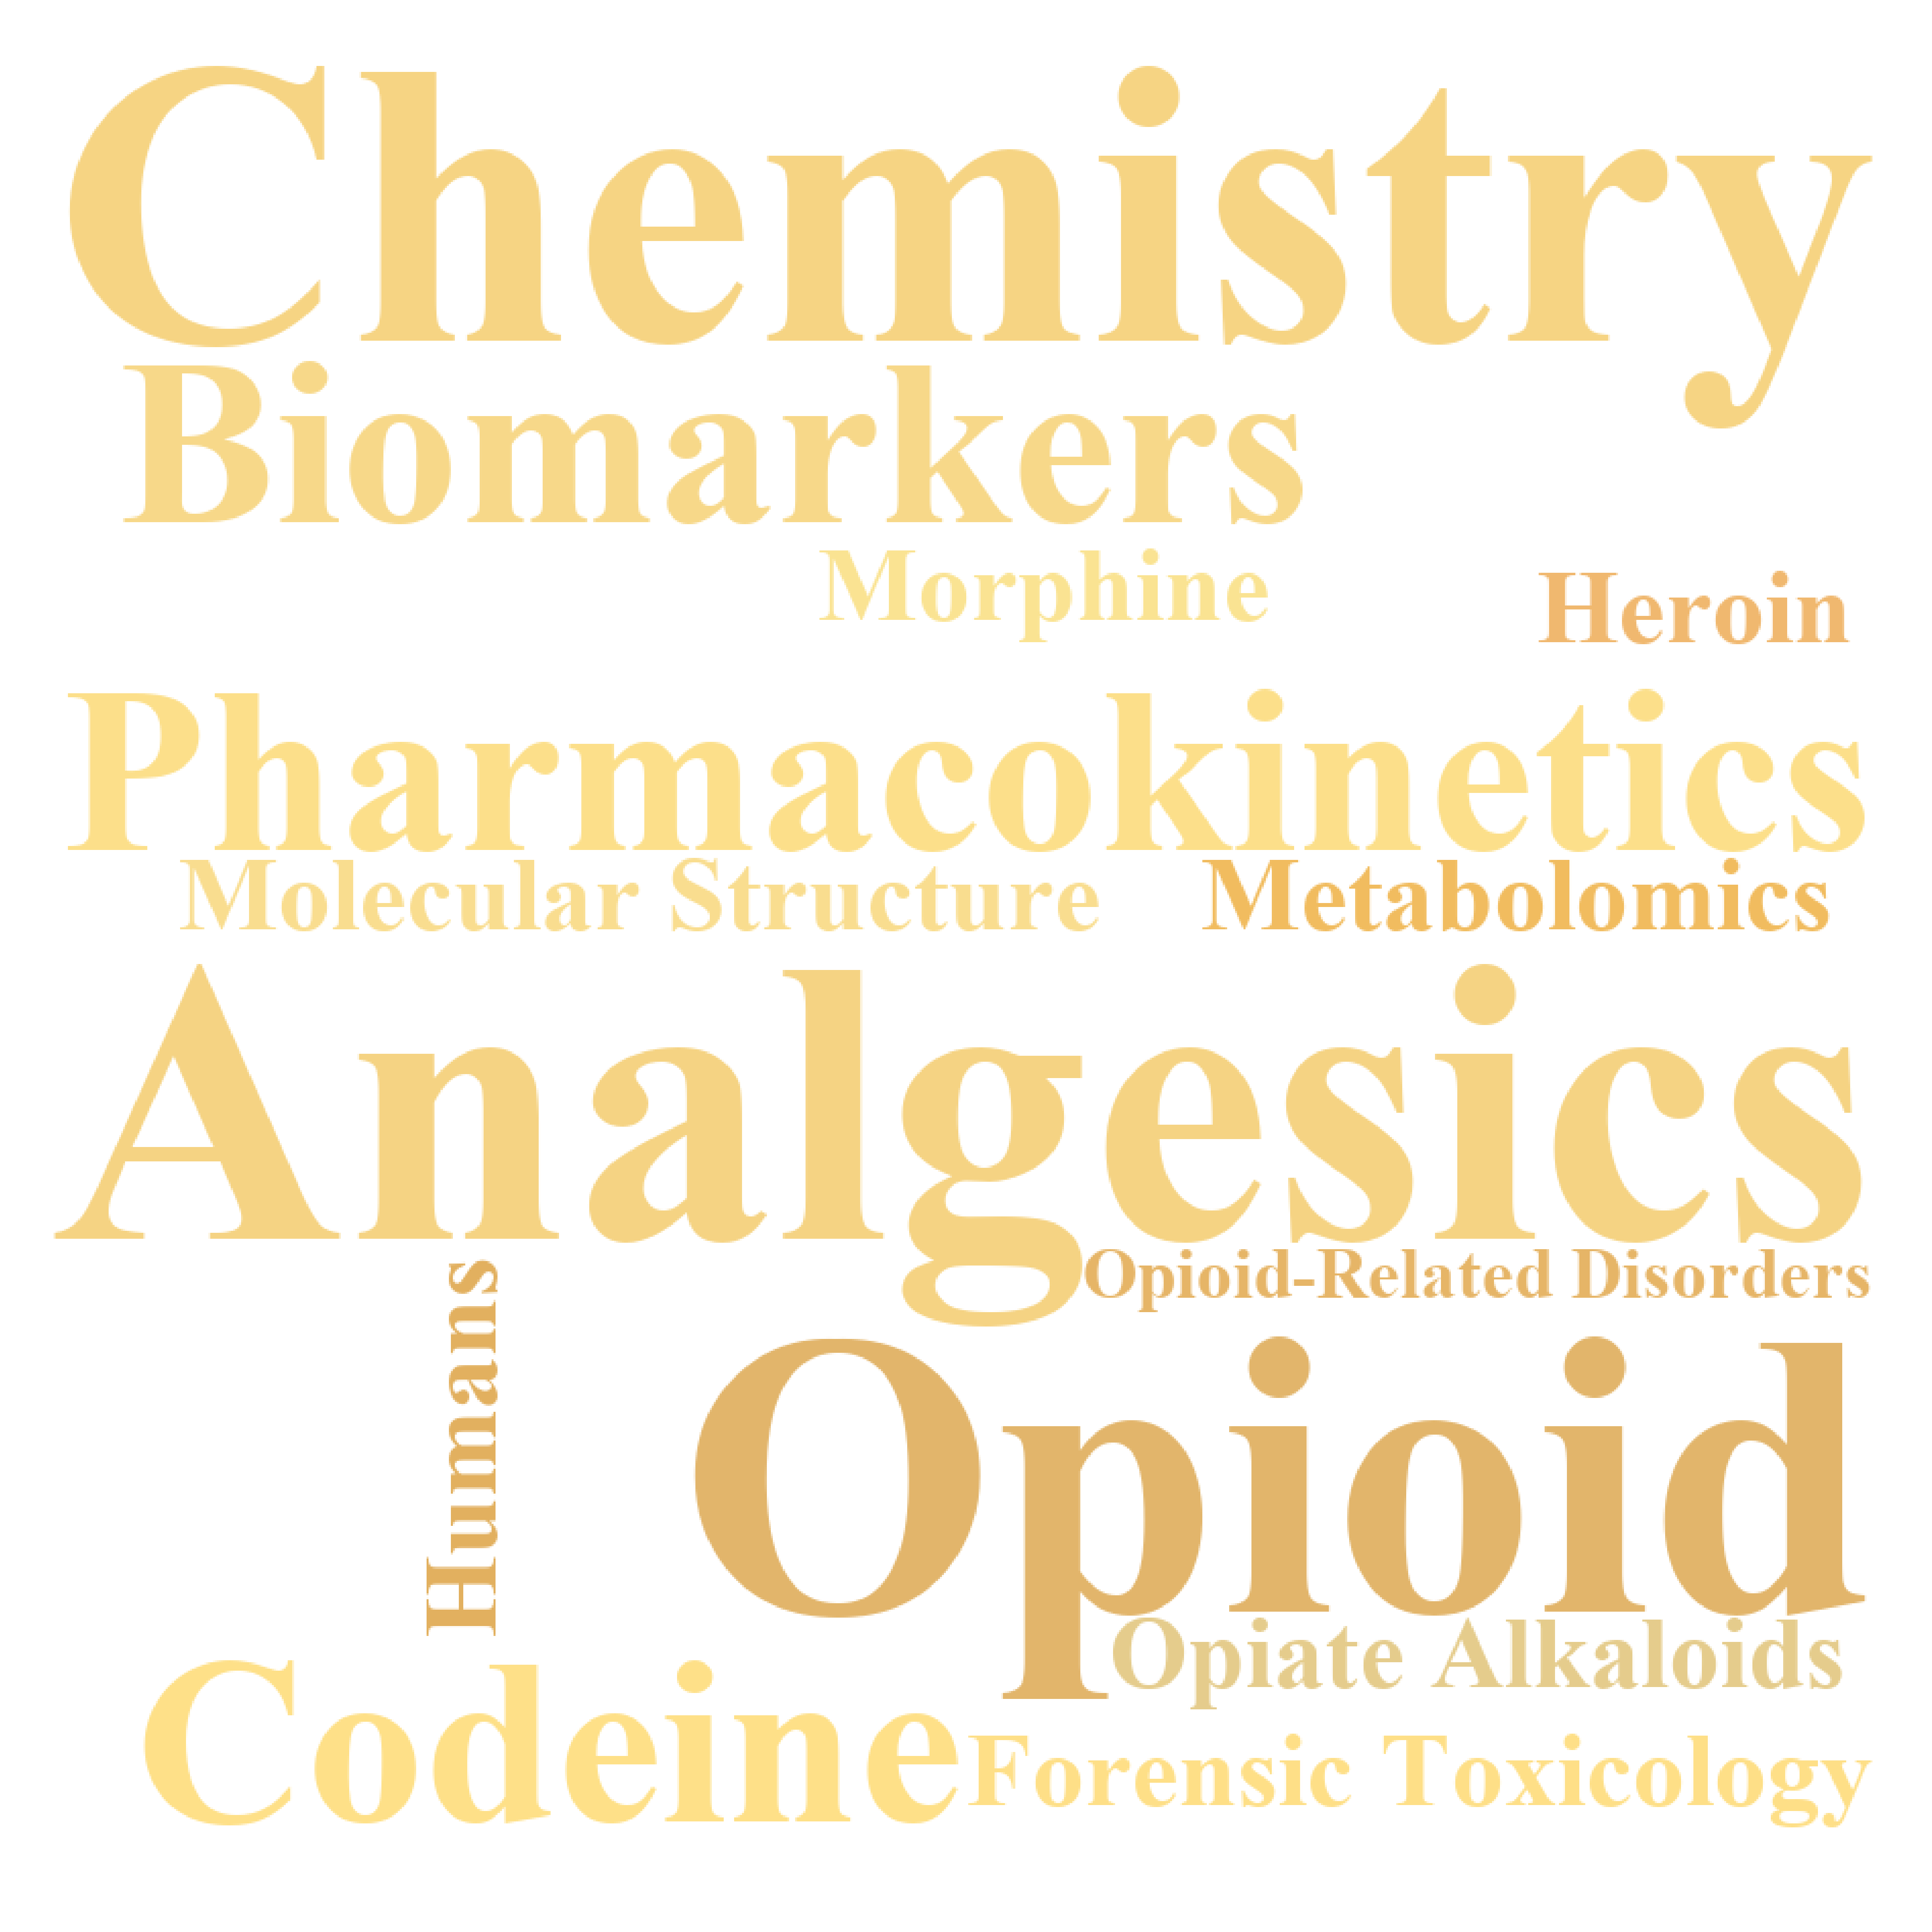 Chemistry
Biomarkers
Morphine
Heroin
Pharmacokinetics
Molecular Structure
Metabolomics
Analgesics
Opioid-Related Disorders
Humans
Opioid
Opiate Alkaloids
Codeine
Forensic Toxicology